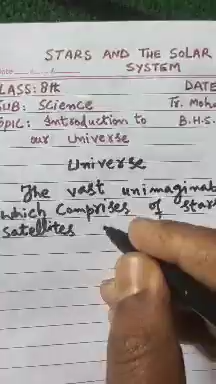 STARS AND THE SOLAR
SYSTEM
CLASS: 8th
DATE
SUB: Science
Tr. Moh
TOPIC: Introduction to
B.H.S.
our Universe
Universe
The vast
which Comprises of
satellites